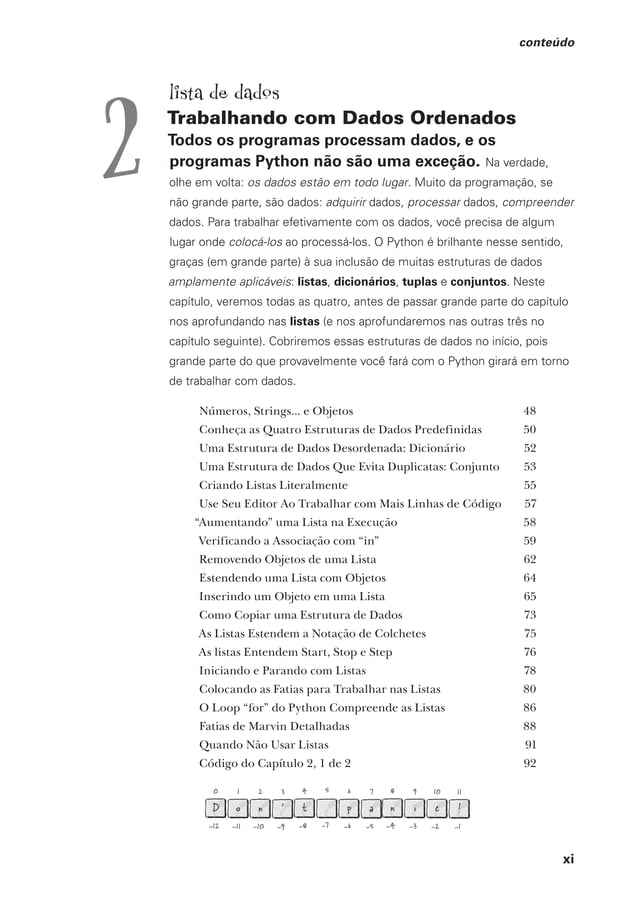 conteúdo
2
lista de dados
Trabalhando com Dados Ordenados
Todos os programas processam dados, e os
programas Python não são uma exceção. Na verdade,
olhe em volta: os dados estão em todo lugar. Muito da programação, se
não grande parte, são dados: adquirir dados, processar dados, compreender
dados. Para trabalhar efetivamente com os dados, você precisa de algum
lugar onde colocá-los ao processá-los. O Python é brilhante nesse sentido,
graças (em grande parte) à sua inclusão de muitas estruturas de dados
amplamente aplicáveis: listas, dicionários, tuplas e conjuntos. Neste
capítulo, veremos todas as quatro, antes de passar grande parte do capítulo
nos aprofundando nas listas (e nos aprofundaremos nas outras três no
capítulo seguinte). Cobriremos essas estruturas de dados no início, pois
grande parte do que provavelmente você fará com o Python girará em torno
de trabalhar com dados.
Números, Strings... e Objetos 48
Conheça as Quatro Estruturas de Dados Predefinidas 50
Uma Estrutura de Dados Desordenada: Dicionário 52
Uma Estrutura de Dados Que Evita Duplicatas: Conjunto 53
Criando Listas Literalmente 55
Use Seu Editor Ao Trabalhar com Mais Linhas de Código 57
“Aumentando” uma Lista na Execução 58
Verificando a Associação com “in” 59
Removendo Objetos de uma Lista 62
Estendendo uma Lista com Objetos 64
Inserindo um Objeto em uma Lista 65
Como Copiar uma Estrutura de Dados 73
As Listas Estendem a Notação de Colchetes 75
As listas Entendem Start, Stop e Step 76
Iniciando e Parando com Listas 78
Colocando as Fatias para Trabalhar nas Listas 80
O Loop “for” do Python Compreende as Listas 86
Fatias de Marvin Detalhadas 88
Quando Não Usar Listas 91
Código do Capítulo 2, 1 de 2 92
0 1 2 3 4 5 6 7 8 9 10 11
D o n ' t p a n i c !
-12 -11 -10 -9 -8 -7 -6 -5 -4 -3 -2 -1
xi